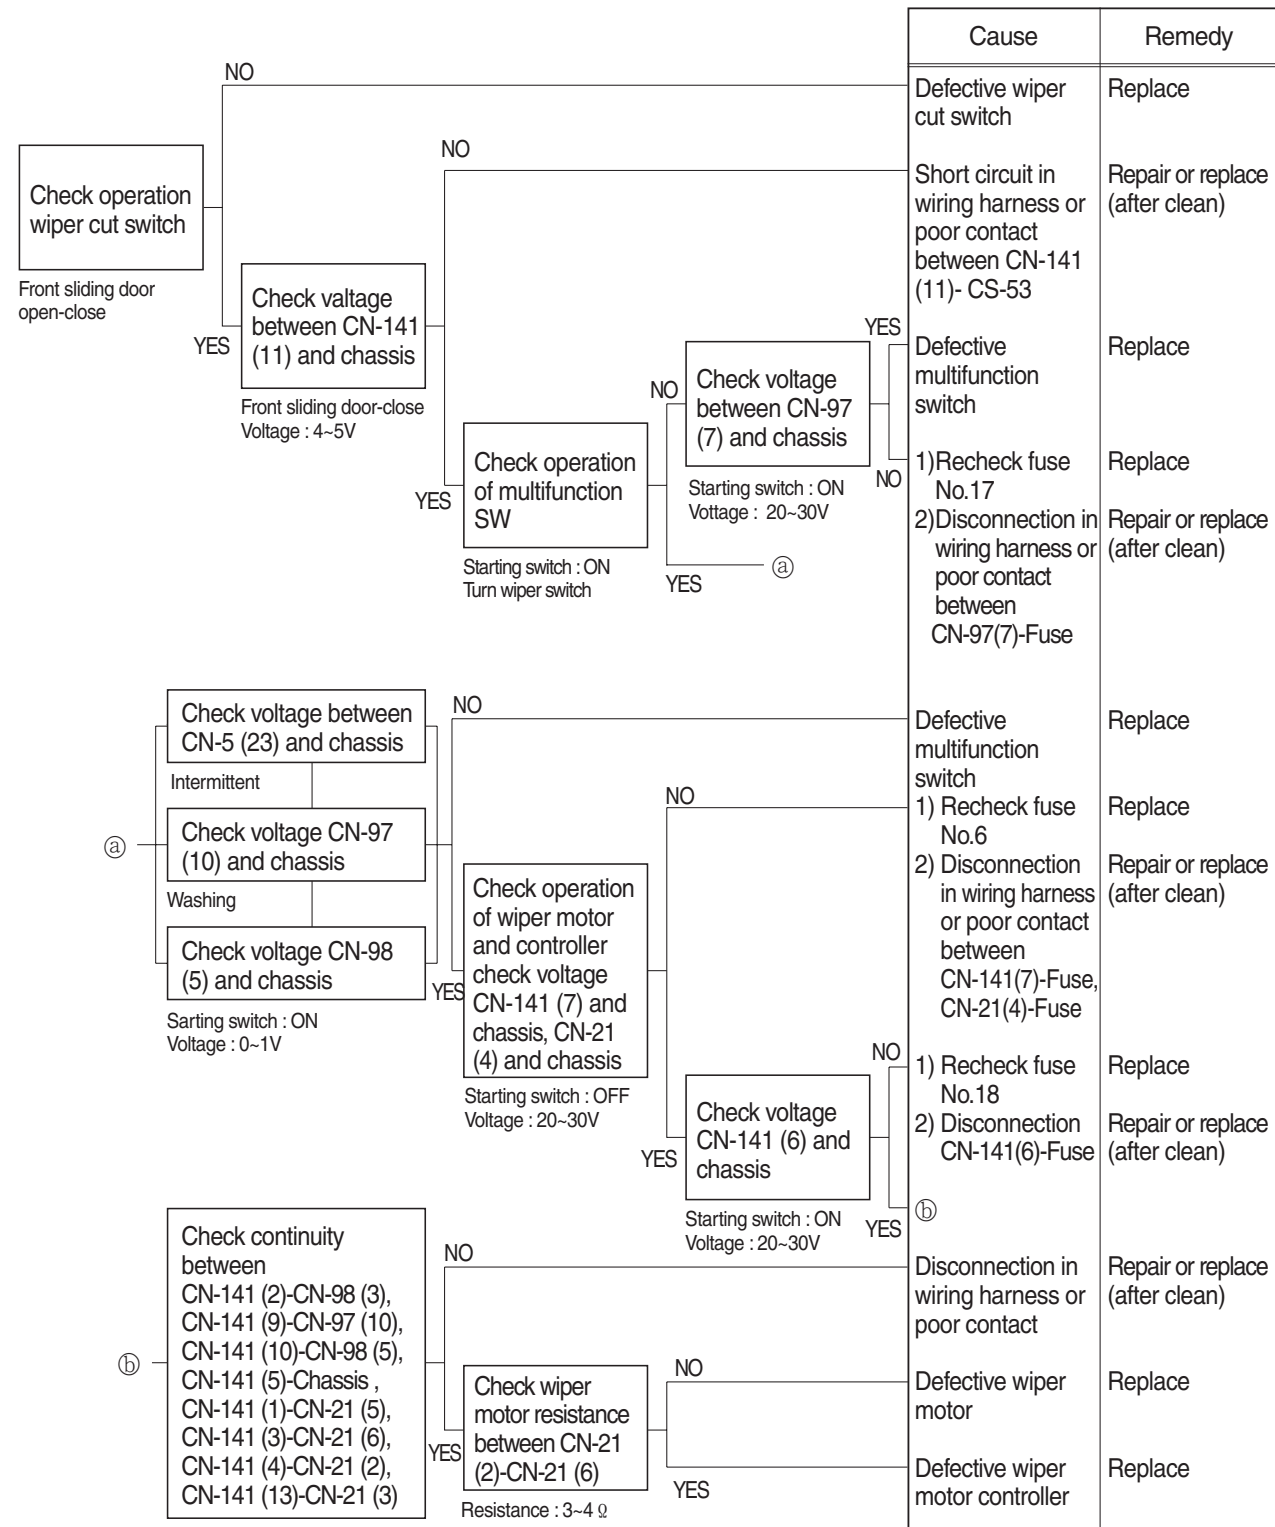 Cause
Remedy
NO
Defective wiper
cut switch
Replace
Check operation
wiper cut switch
Front sliding door
open-close
YES
NO
Short circuit in
wiring harness or
poor contact
between CN-141
(11)- CS-53
Repair or replace
(after clean)
Check valtage
between CN-141
(11) and chassis
Front sliding door-close
Voltage : 4~5V
YES
Check operation
of multifunction
SW
Starting switch : ON
Turn wiper switch
NO
YES
ⓐ
Check voltage
between CN-97
(7) and chassis
Starting switch : ON
Vottage : 20~30V
YES
Defective
multifunction
switch
Replace
NO
1)Recheck fuse
No.17
Replace
2)Disconnection in
wiring harness or
poor contact
between
CN-97(7)-Fuse
Repair or replace
(after clean)
ⓐ
Check voltage between
CN-5 (23) and chassis
Intermittent
Check voltage CN-97
(10) and chassis
Washing
Check voltage CN-98
(5) and chassis
Sarting switch : ON
Voltage : 0~1V
NO
Defective
multifunction
switch
Replace
YES
Check operation
of wiper motor
and controller
check voltage
CN-141 (7) and
chassis, CN-21
(4) and chassis
Starting switch : OFF
Voltage : 20~30V
NO
1) Recheck fuse
No.6
Replace
2) Disconnection
in wiring harness
or poor contact
between
CN-141(7)-Fuse,
CN-21(4)-Fuse
Repair or replace
(after clean)
YES
Check voltage
CN-141 (6) and
chassis
Starting switch : ON
Voltage : 20~30V
NO
1) Recheck fuse
No.18
Replace
2) Disconnection
CN-141(6)-Fuse
Repair or replace
(after clean)
YES
ⓑ
ⓑ
Check continuity
between
CN-141 (2)-CN-98 (3),
CN-141 (9)-CN-97 (10),
CN-141 (10)-CN-98 (5),
CN-141 (5)-Chassis ,
CN-141 (1)-CN-21 (5),
CN-141 (3)-CN-21 (6),
CN-141 (4)-CN-21 (2),
CN-141 (13)-CN-21 (3)
NO
Disconnection in
wiring harness or
poor contact
Repair or replace
(after clean)
YES
Check wiper
motor resistance
between CN-21
(2)-CN-21 (6)
Resistance : 3~4 Ω
NO
Defective wiper
motor
Replace
YES
Defective wiper
motor controller
Replace